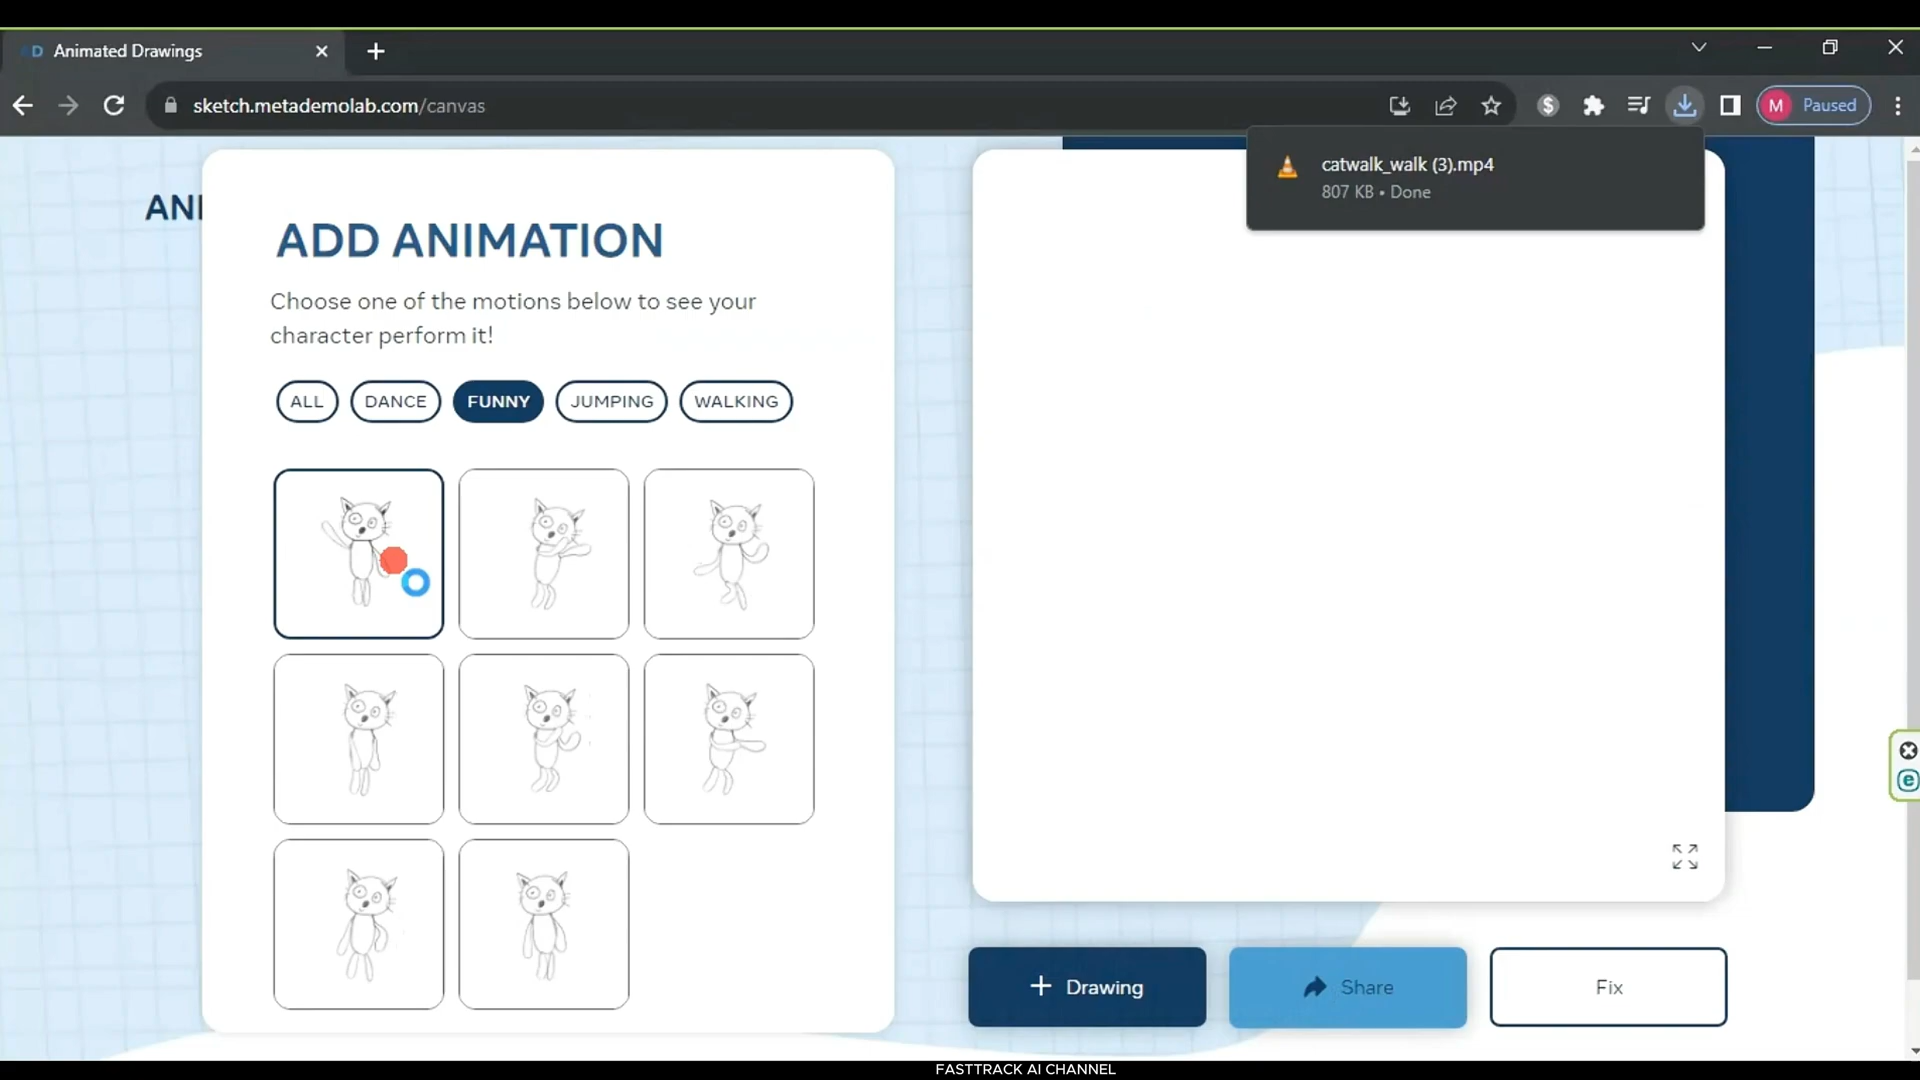 Animated Drawings
sketch.metademolab.com/canvas
M Paused
catwalk_walk (3).mp4
807 KB • Done
ANI
ADD ANIMATION
Choose one of the motions below to see your
character perform it!
ALL DANCE FUNNY JUMPING WALKING
+ Drawing
Share
Fix
FASTTRACK AI CHANNEL